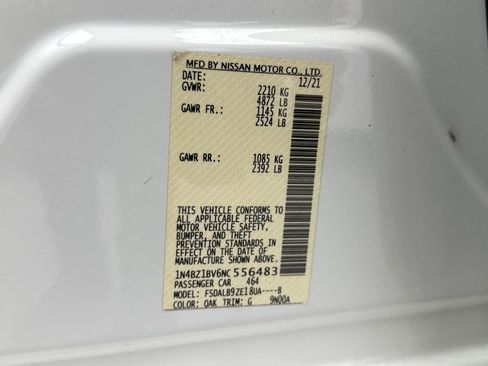 MFD BY NISSAN MOTOR CO., LTD.
DATE: 12/21
GVWR: 2210 KG
4872 LB
GAWR FR.: 1145 KG
2524 LB
GAWR RR.: 1085 KG
2392 LB
THIS VEHICLE CONFORMS TO
ALL APPLICABLE FEDERAL
MOTOR VEHICLE SAFETY,
BUMPER, AND THEFT
PREVENTION STANDARDS IN
EFFECT ON THE DATE OF
MANUFACTURE SHOWN ABOVE.
1N4BZ1BV6NC 556483
PASSENGER CAR 464
MODEL: FSDALB9ZE18UA----B
COLOR: QAK TRIM: G 9N00A